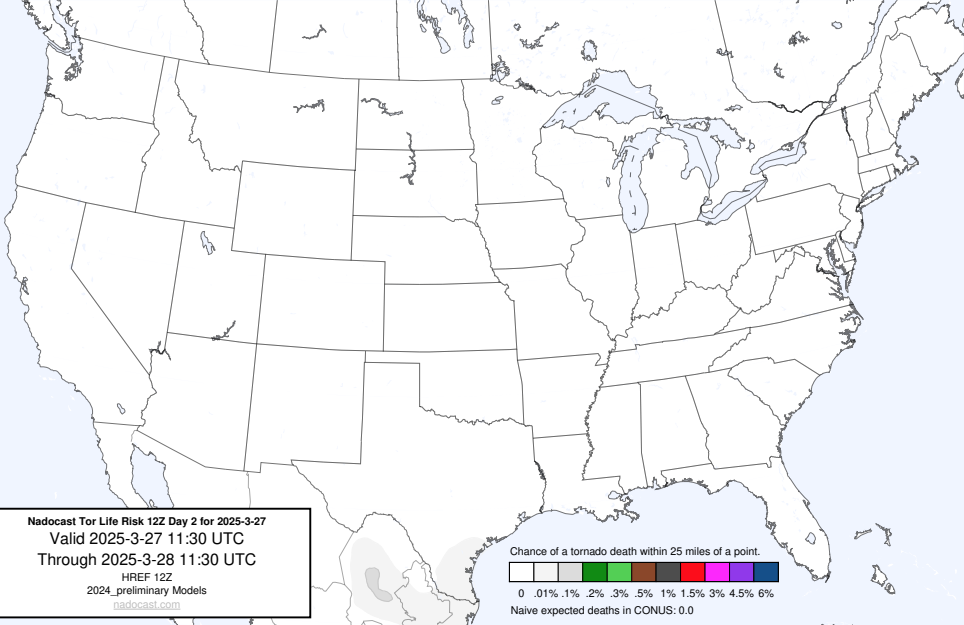 Nadocast Tor Life Risk 12Z Day 2 for 2025-3-27
Valid 2025-3-27 11:30 UTC
Through 2025-3-28 11:30 UTC
HREF 12Z
2024_preliminary Models
nadocast.com
Chance of a tornado death within 25 miles of a point.
0 .01% .1% .2% .3% .5% 1% 1.5% 3% 4.5% 6%
Naive expected deaths in CONUS: 0.0